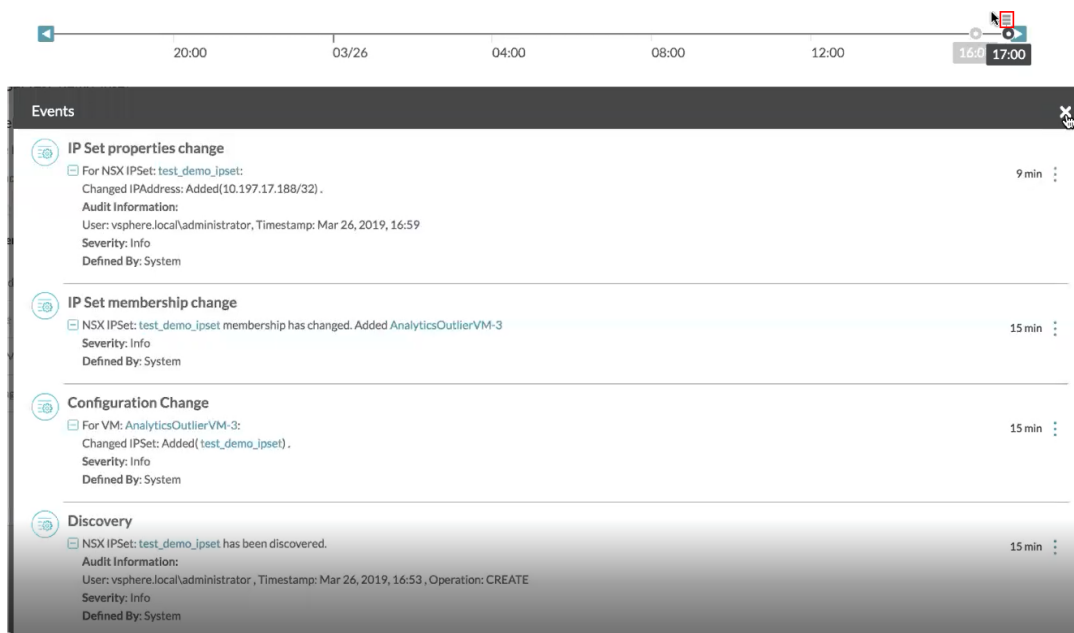 20:00 03/26 04:00 08:00 12:00 16:0 17:00
Events
IP Set properties change
For NSX IPSet: test_demo_ipset: 9 min
Changed IPAddress: Added(10.197.17.188/32) .
Audit Information:
User: vsphere.local\administrator, Timestamp: Mar 26, 2019, 16:59
Severity: Info
Defined By: System
IP Set membership change
NSX IPSet: test_demo_ipset membership has changed. Added AnalyticsOutlierVM-3 15 min
Severity: Info
Defined By: System
Configuration Change
For VM: AnalyticsOutlierVM-3: 15 min
Changed IPSet: Added( test_demo_ipset) .
Severity: Info
Defined By: System
Discovery
NSX IPSet: test_demo_ipset has been discovered. 15 min
Audit Information:
User: vsphere.local\administrator , Timestamp: Mar 26, 2019, 16:53 , Operation: CREATE
Severity: Info
Defined By: System